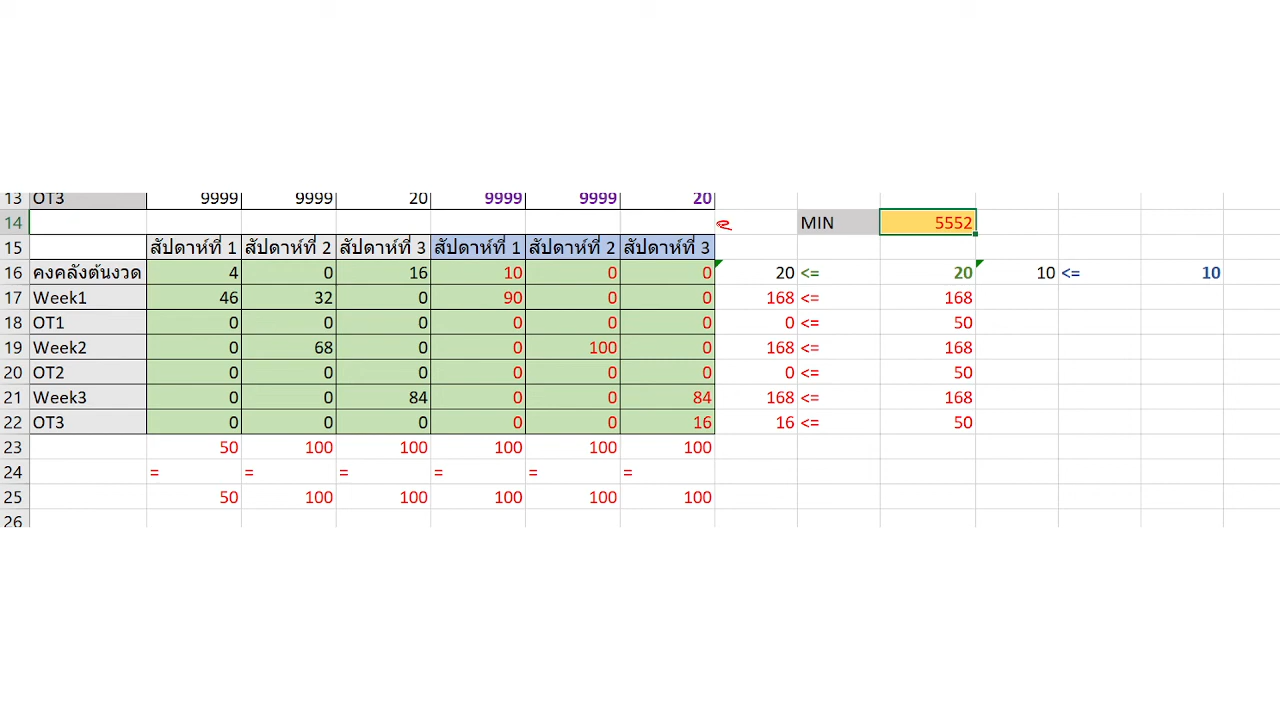 13 OT3 9999 9999 20 9999 9999 20
14 MIN 5552
15 สัปดาห์ที่ 1 สัปดาห์ที่ 2 สัปดาห์ที่ 3 สัปดาห์ที่ 1 สัปดาห์ที่ 2 สัปดาห์ที่ 3
16 คงคลังต้นงวด 4 0 16 10 0 0 20 <= 20 10 <= 10
17 Week1 46 32 0 90 0 0 168 <= 168
18 OT1 0 0 0 0 0 0 0 <= 50
19 Week2 0 68 0 0 100 0 168 <= 168
20 OT2 0 0 0 0 0 0 0 <= 50
21 Week3 0 0 84 0 0 84 168 <= 168
22 OT3 0 0 0 0 0 16 16 <= 50
23 50 100 100 100 100 100
24 = = = = = =
25 50 100 100 100 100 100
26